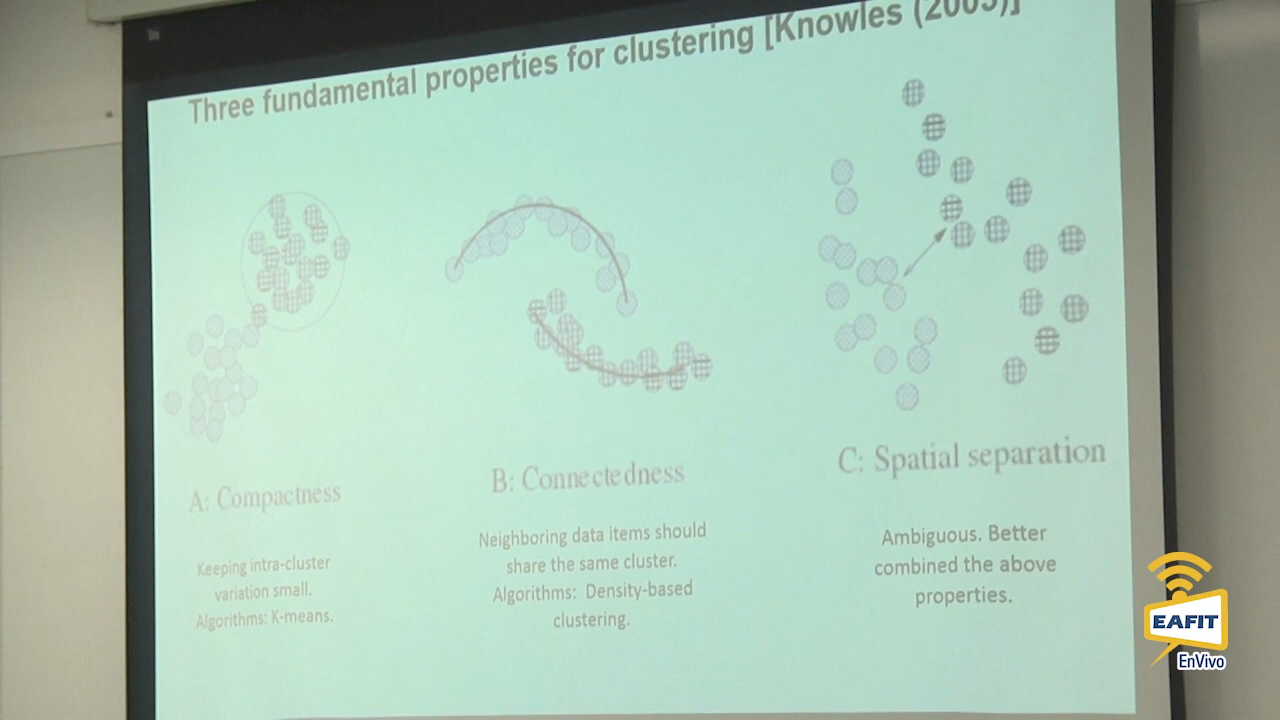 Three fundamental properties for clustering [Knowles (2005)]
A: Compactness
Keeping intra-cluster
variation small.
Algorithms: K-means.
B: Connectedness
Neighboring data items should
share the same cluster.
Algorithms: Density-based
clustering.
C: Spatial separation
Ambiguous. Better
combined the above
properties.
EAFIT
EnVivo